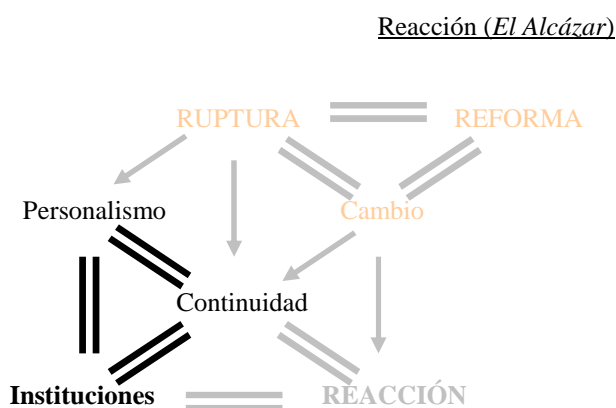 Reacción (El Alcázar)
RUPTURA REFORMA
Personalismo Cambio
Continuidad
Instituciones REACCIÓN